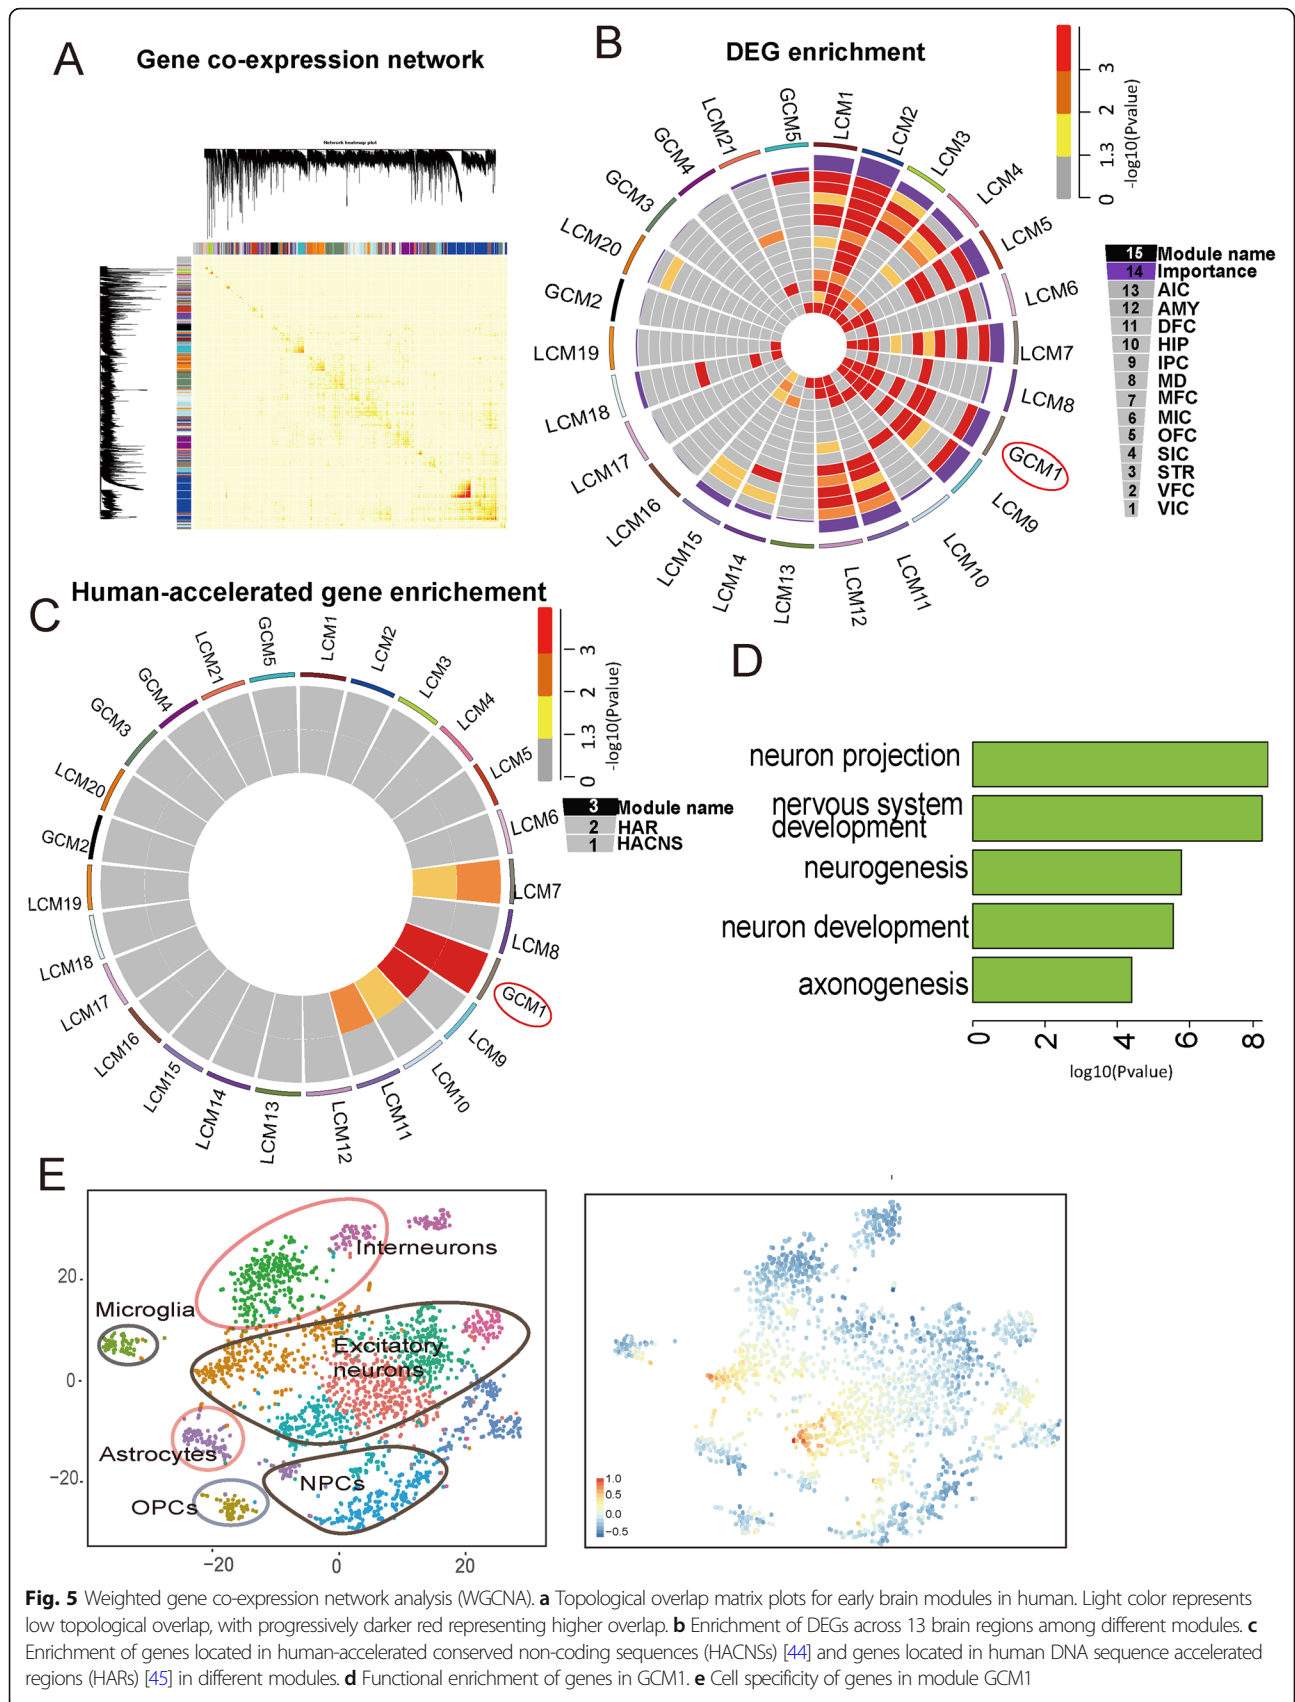 A
Gene co-expression network
Network heatmap plot
B
DEG enrichment
LCM1
LCM2
LCM3
LCM4
LCM5
LCM6
LCM7
LCM8
GCM1
LCM9
LCM10
LCM11
LCM12
LCM13
LCM14
LCM15
LCM16
LCM17
LCM18
LCM19
GCM2
LCM20
GCM3
GCM4
LCM21
GCM5
3
2
1.3
0
-log10(Pvalue)
15 Module name
14 Importance
13 AIC
12 AMY
11 DFC
10 HIP
9 IPC
8 MD
7 MFC
6 MIC
5 OFC
4 SIC
3 STR
2 VFC
1 VIC
C
Human-accelerated gene enrichement
LCM1
LCM2
LCM3
LCM4
LCM5
LCM6
LCM7
LCM8
GCM1
LCM9
LCM10
LCM11
LCM12
LCM13
LCM14
LCM15
LCM16
LCM17
LCM18
LCM19
GCM2
LCM20
GCM3
GCM4
LCM21
GCM5
3
2
1.3
0
-log10(Pvalue)
3 Module name
2 HAR
1 HACNS
D
neuron projection
nervous system
development
neurogenesis
neuron development
axonogenesis
0 2 4 6 8
log10(Pvalue)
E
20
0
−20
−20 0 20
Interneurons
Microglia
Excitatory
neurons
Astrocytes
NPCs
OPCs
1.0
0.5
0.0
−0.5
Fig. 5 Weighted gene co-expression network analysis (WGCNA). a Topological overlap matrix plots for early brain modules in human. Light color represents
low topological overlap, with progressively darker red representing higher overlap. b Enrichment of DEGs across 13 brain regions among different modules. c
Enrichment of genes located in human-accelerated conserved non-coding sequences (HACNSs) [44] and genes located in human DNA sequence accelerated
regions (HARs) [45] in different modules. d Functional enrichment of genes in GCM1. e Cell specificity of genes in module GCM1